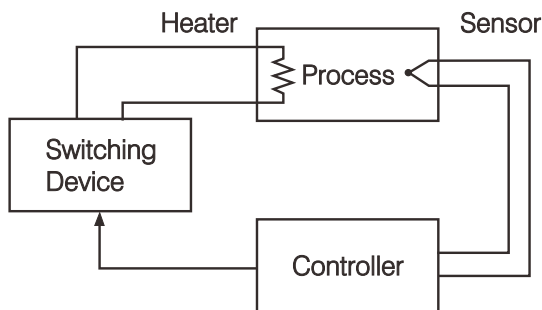 Heater
Sensor
Process
Switching
Device
Controller